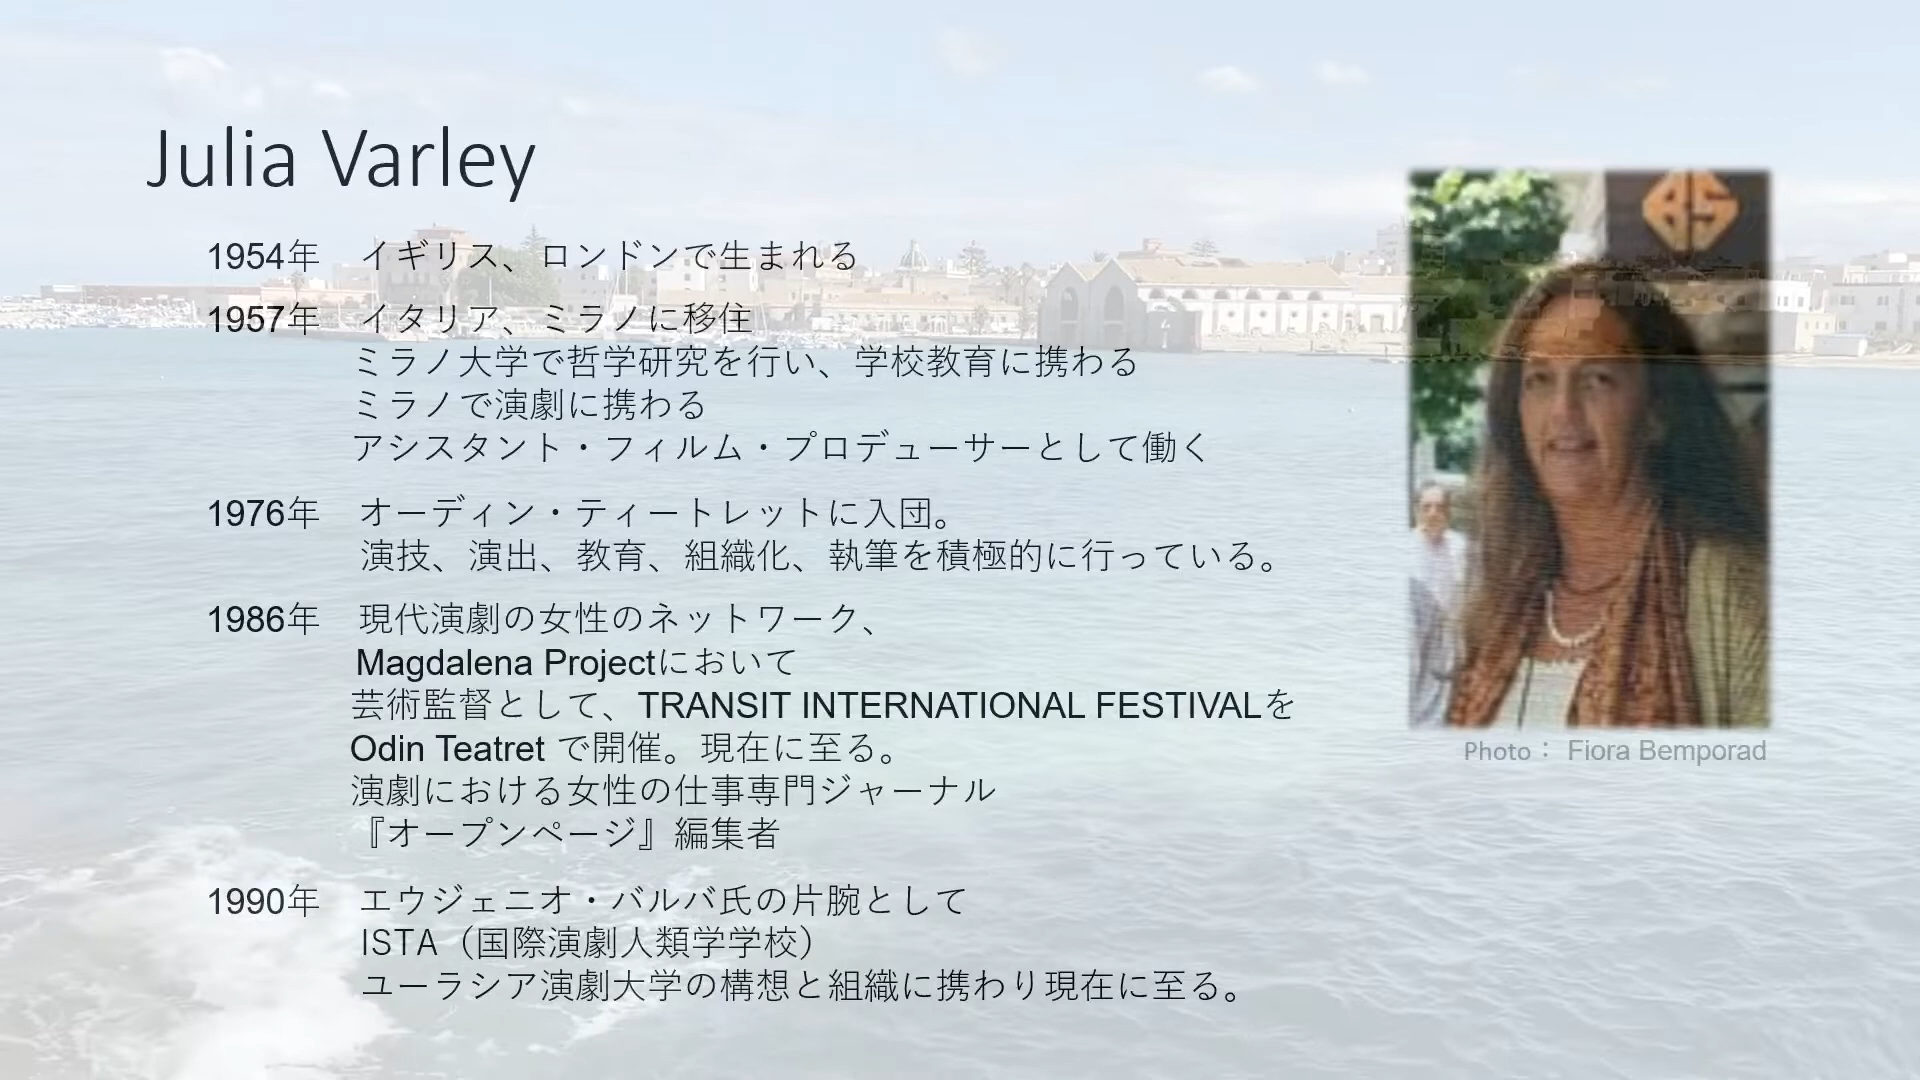 Julia Varley
1954年 イギリス、ロンドンで生まれる
1957年 イタリア、ミラノに移住
ミラノ大学で哲学研究を行い、学校教育に携わる
ミラノで演劇に携わる
アシスタント・フィルム・プロデューサーとして働く
1976年 オーディン・ティートレットに入団。
演技、演出、教育、組織化、執筆を積極的に行っている。
1986年 現代演劇の女性のネットワーク、
Magdalena Projectにおいて
芸術監督として、TRANSIT INTERNATIONAL FESTIVALを
Odin Teatret で開催。現在に至る。
演劇における女性の仕事専門ジャーナル
『オープンページ』編集者
1990年 エウジェニオ・バルバ氏の片腕として
ISTA（国際演劇人類学学校）
ユーラシア演劇大学の構想と組織に携わり現在に至る。
Photo： Fiora Bemporad